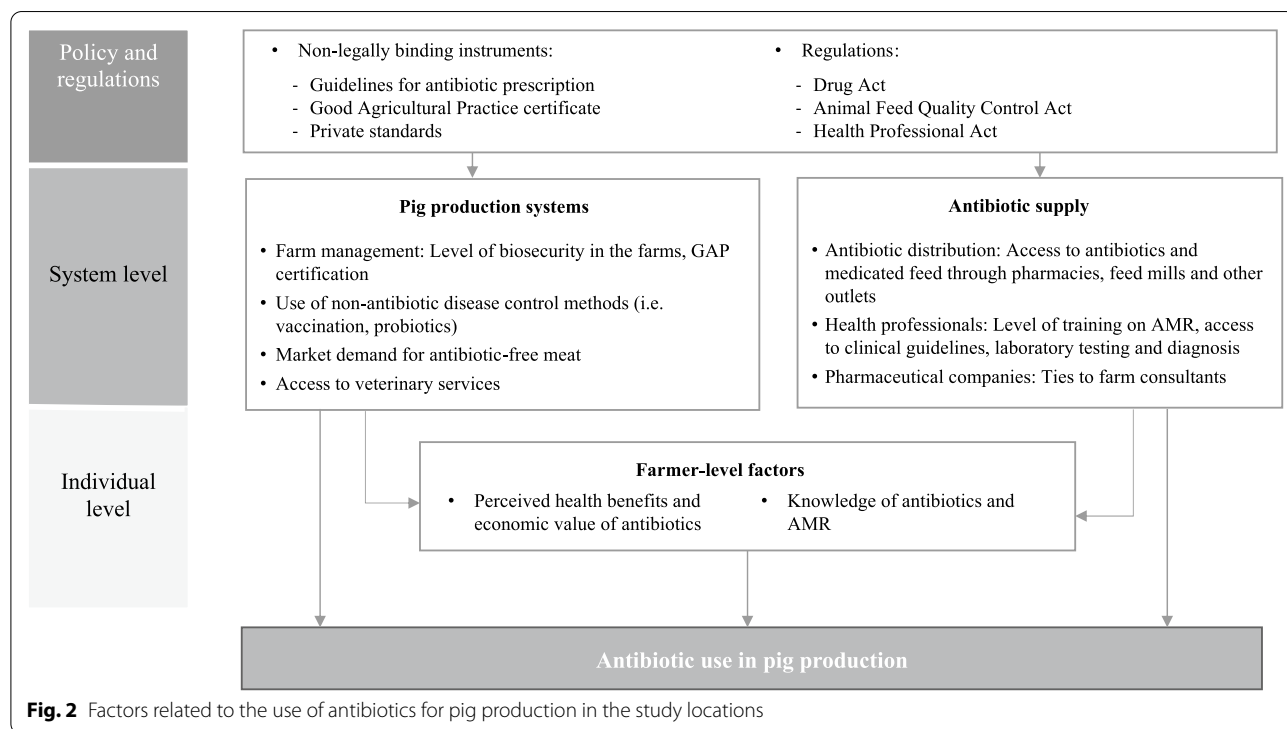 Policy and
regulations
• Non-legally binding instruments:
- Guidelines for antibiotic prescription
- Good Agricultural Practice certificate
- Private standards
• Regulations:
- Drug Act
- Animal Feed Quality Control Act
- Health Professional Act
System level
Pig production systems
• Farm management: Level of biosecurity in the farms, GAP
certification
• Use of non-antibiotic disease control methods (i.e.
vaccination, probiotics)
• Market demand for antibiotic-free meat
• Access to veterinary services
Antibiotic supply
• Antibiotic distribution: Access to antibiotics and
medicated feed through pharmacies, feed mills and other
outlets
• Health professionals: Level of training on AMR, access
to clinical guidelines, laboratory testing and diagnosis
• Pharmaceutical companies: Ties to farm consultants
Individual
level
Farmer-level factors
• Perceived health benefits and
economic value of antibiotics
• Knowledge of antibiotics and
AMR
Antibiotic use in pig production
Fig. 2 Factors related to the use of antibiotics for pig production in the study locations